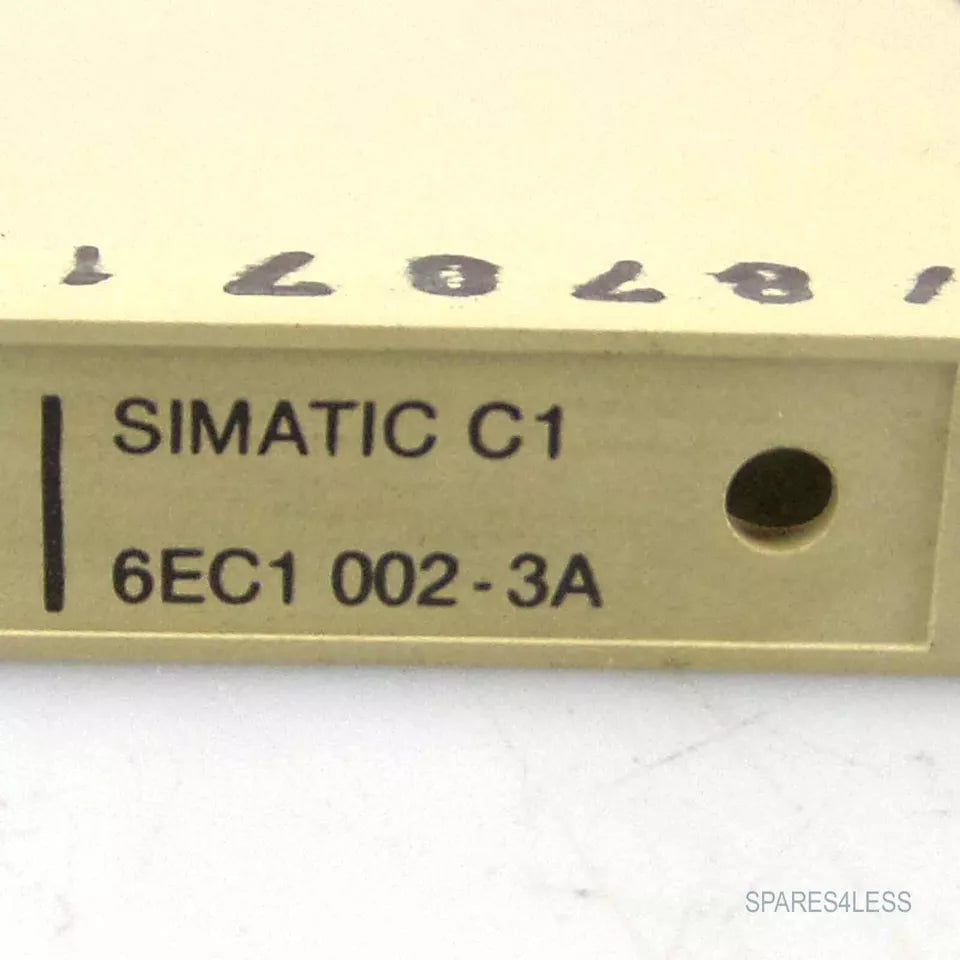 SIMATIC C1
6EC1 002-3A
SPARES4LESS